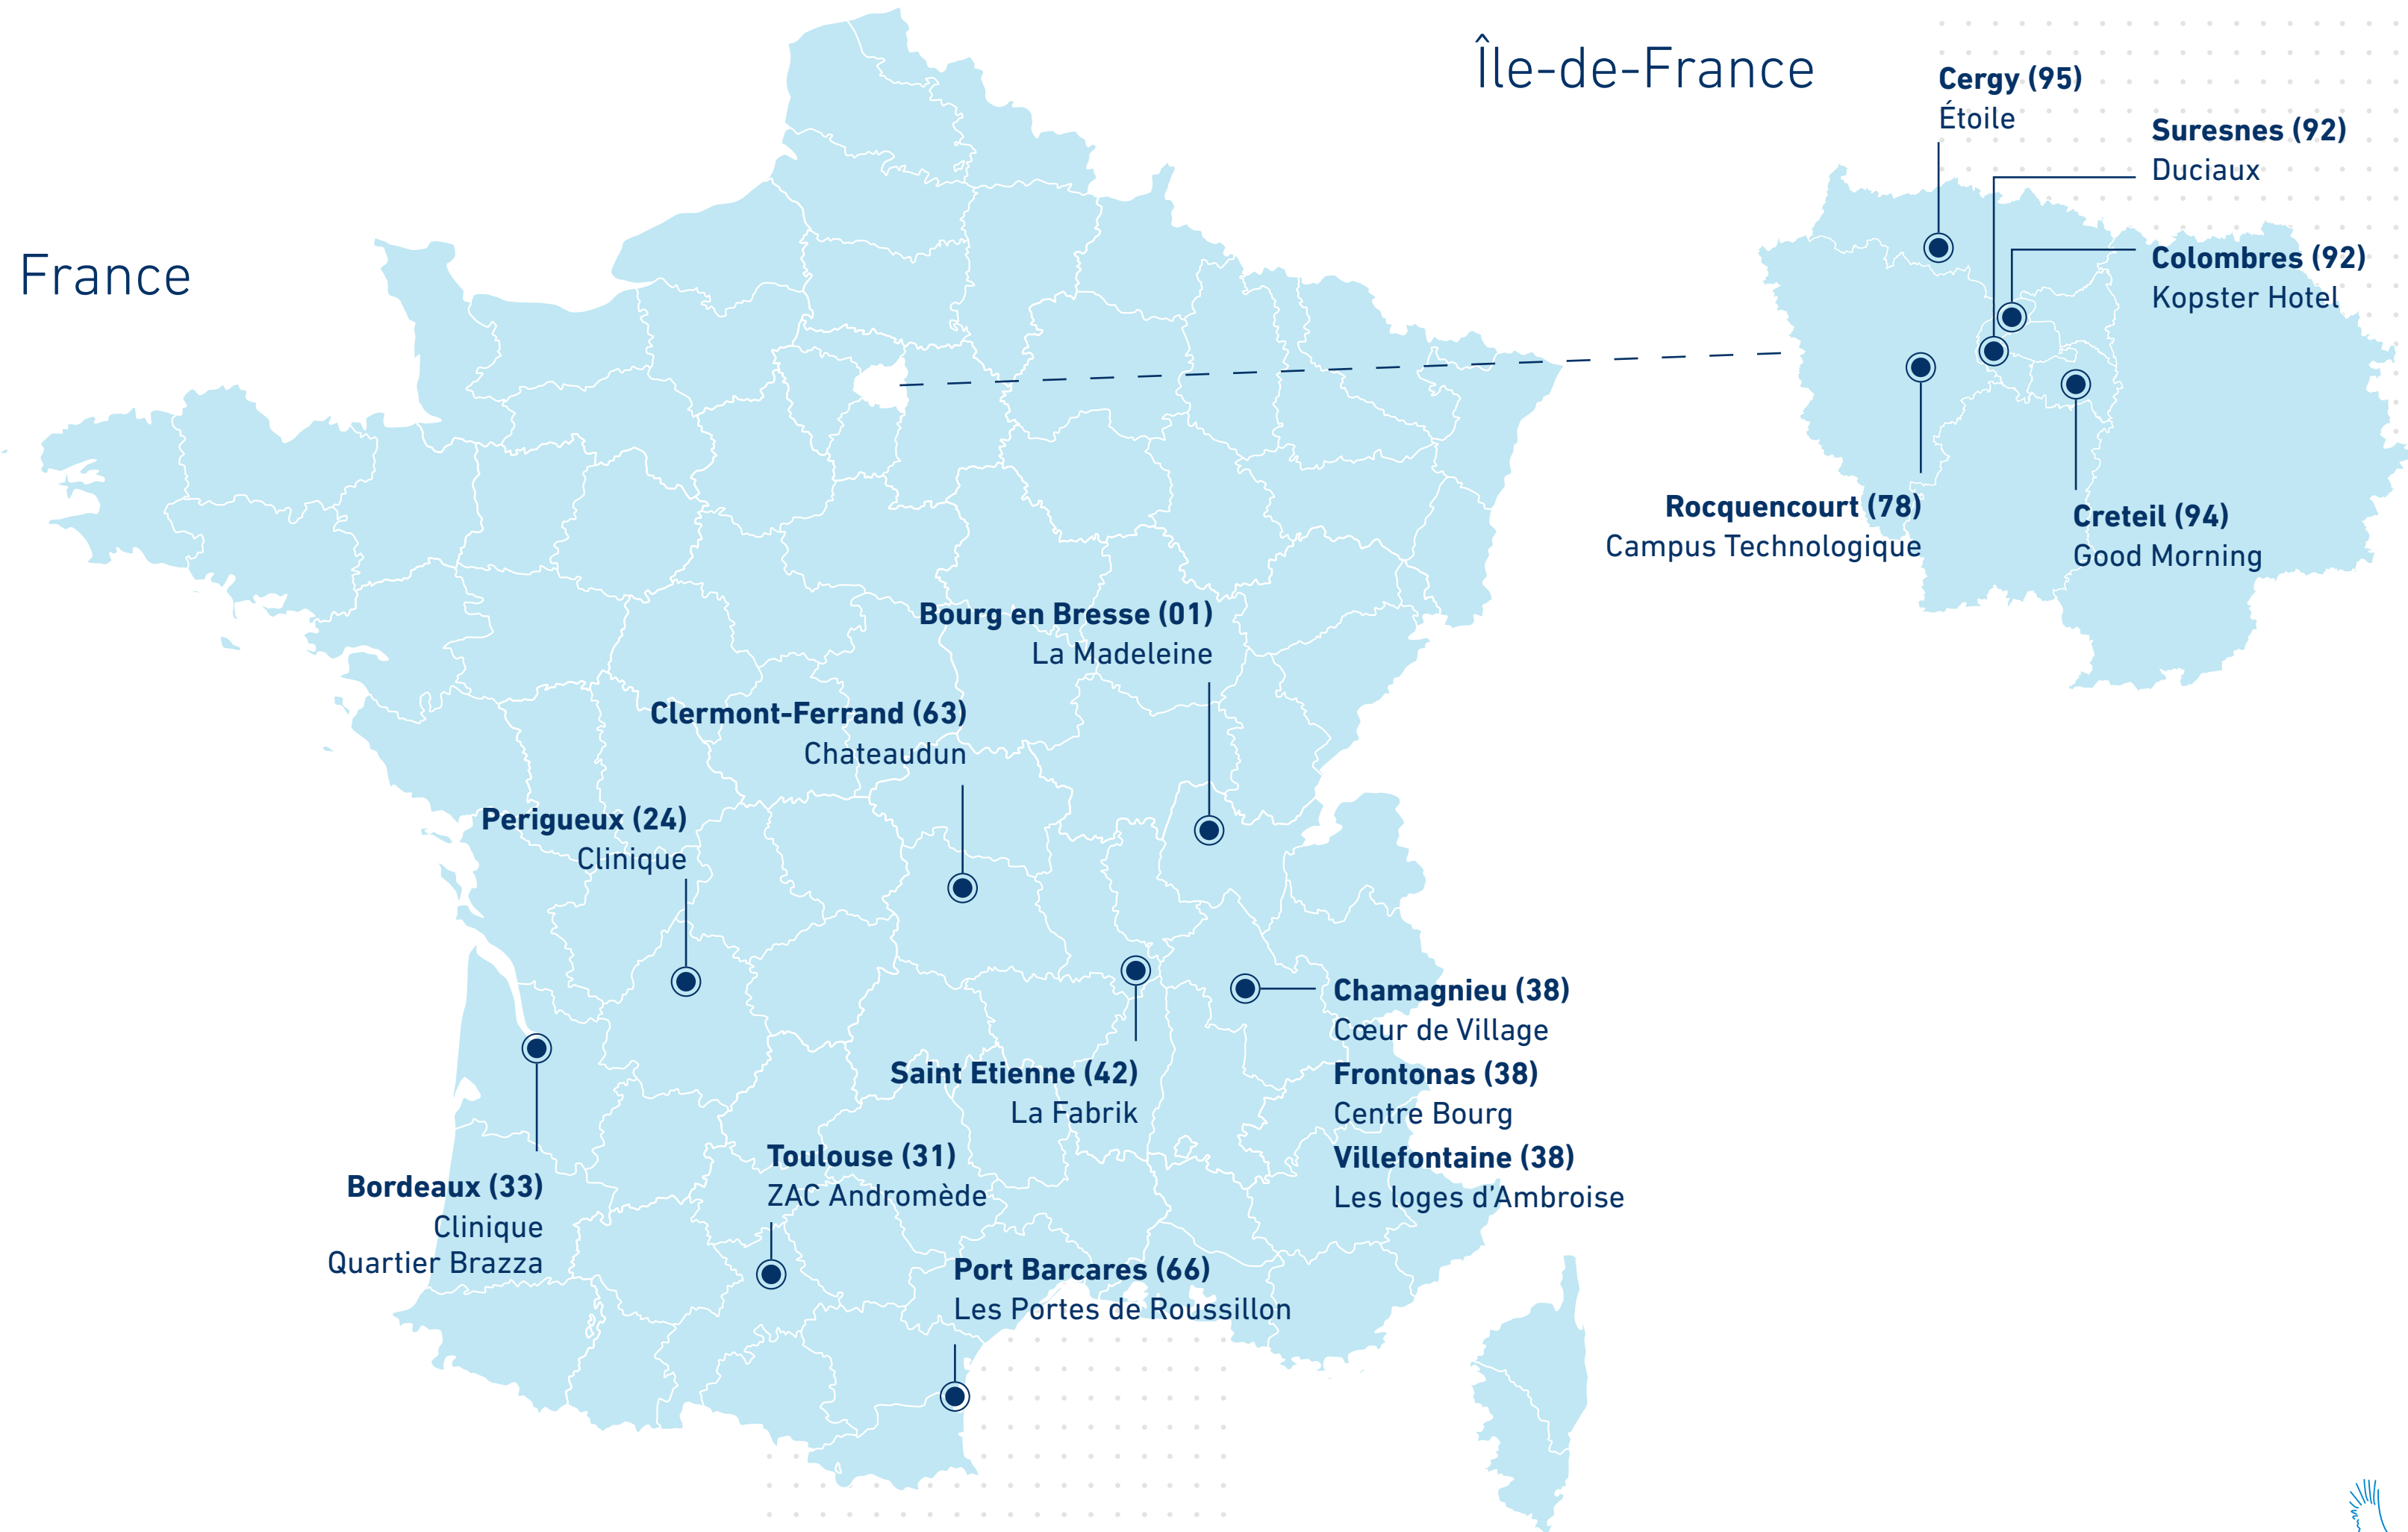 Île-de-France
Cergy (95)
Étoile
Suresnes (92)
Duciaux
Colombres (92)
Kopster Hotel
Rocquencourt (78)
Campus Technologique
Creteil (94)
Good Morning
France
Bourg en Bresse (01)
La Madeleine
Clermont-Ferrand (63)
Chateaudun
Perigueux (24)
Clinique
Chamagnieu (38)
Cœur de Village
Frontonas (38)
Centre Bourg
Villefontaine (38)
Les loges d’Ambroise
Saint Etienne (42)
La Fabrik
Toulouse (31)
ZAC Andromède
Bordeaux (33)
Clinique
Quartier Brazza
Port Barcares (66)
Les Portes de Roussillon